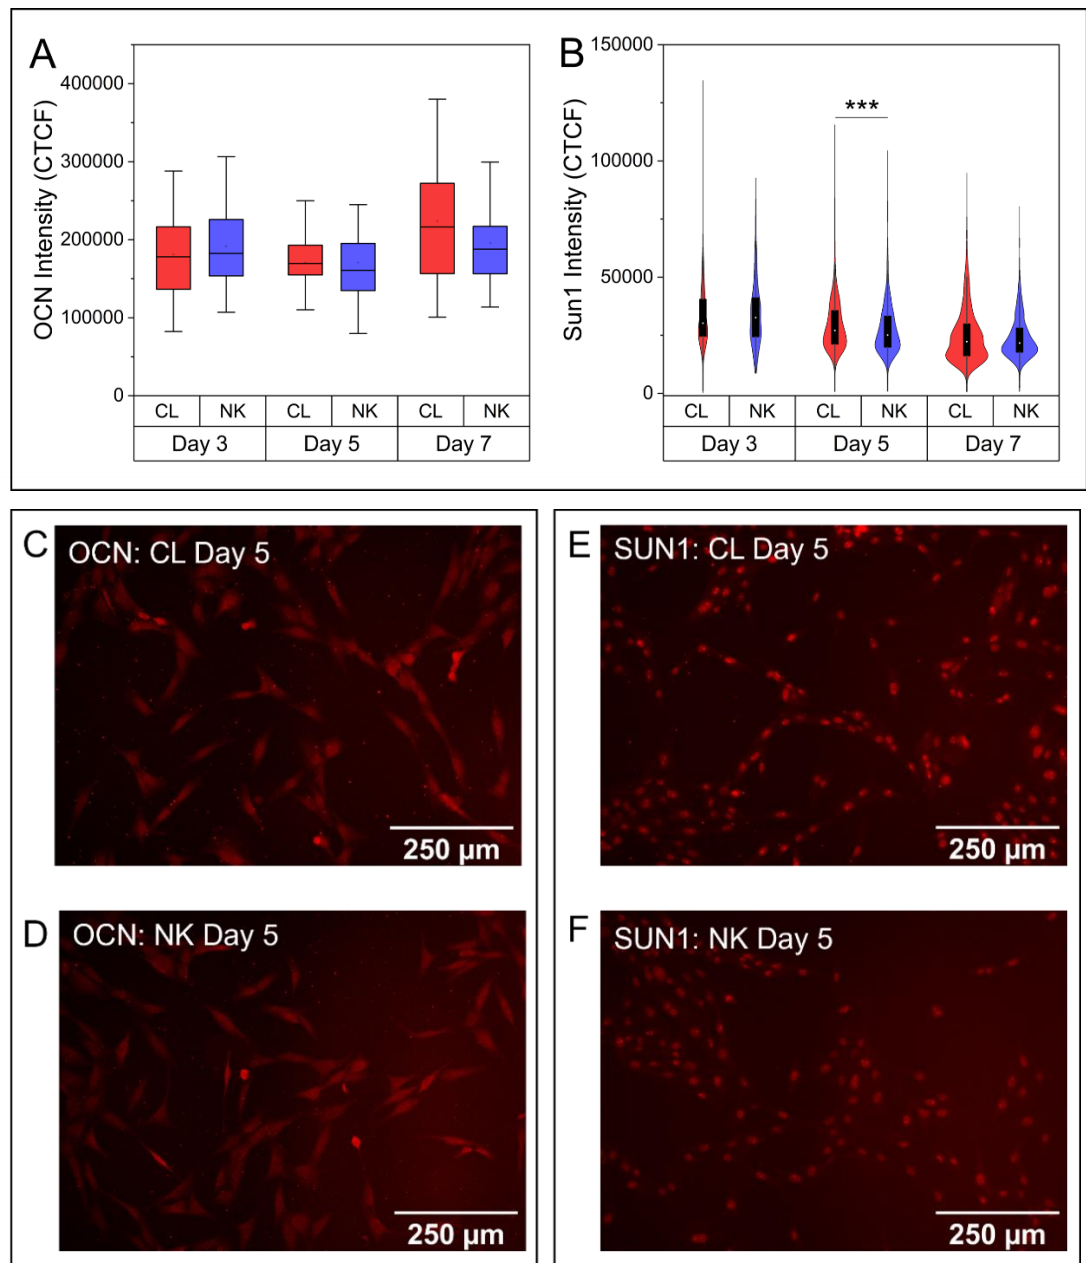 A
OCN Intensity (CTCF)
400000
300000
200000
100000
0
CL NK CL NK CL NK
Day 3 Day 5 Day 7
B
Sun1 Intensity (CTCF)
150000
100000
50000
0
***
CL NK CL NK CL NK
Day 3 Day 5 Day 7
C
OCN: CL Day 5
250 µm
D
OCN: NK Day 5
250 µm
E
SUN1: CL Day 5
250 µm
F
SUN1: NK Day 5
250 µm